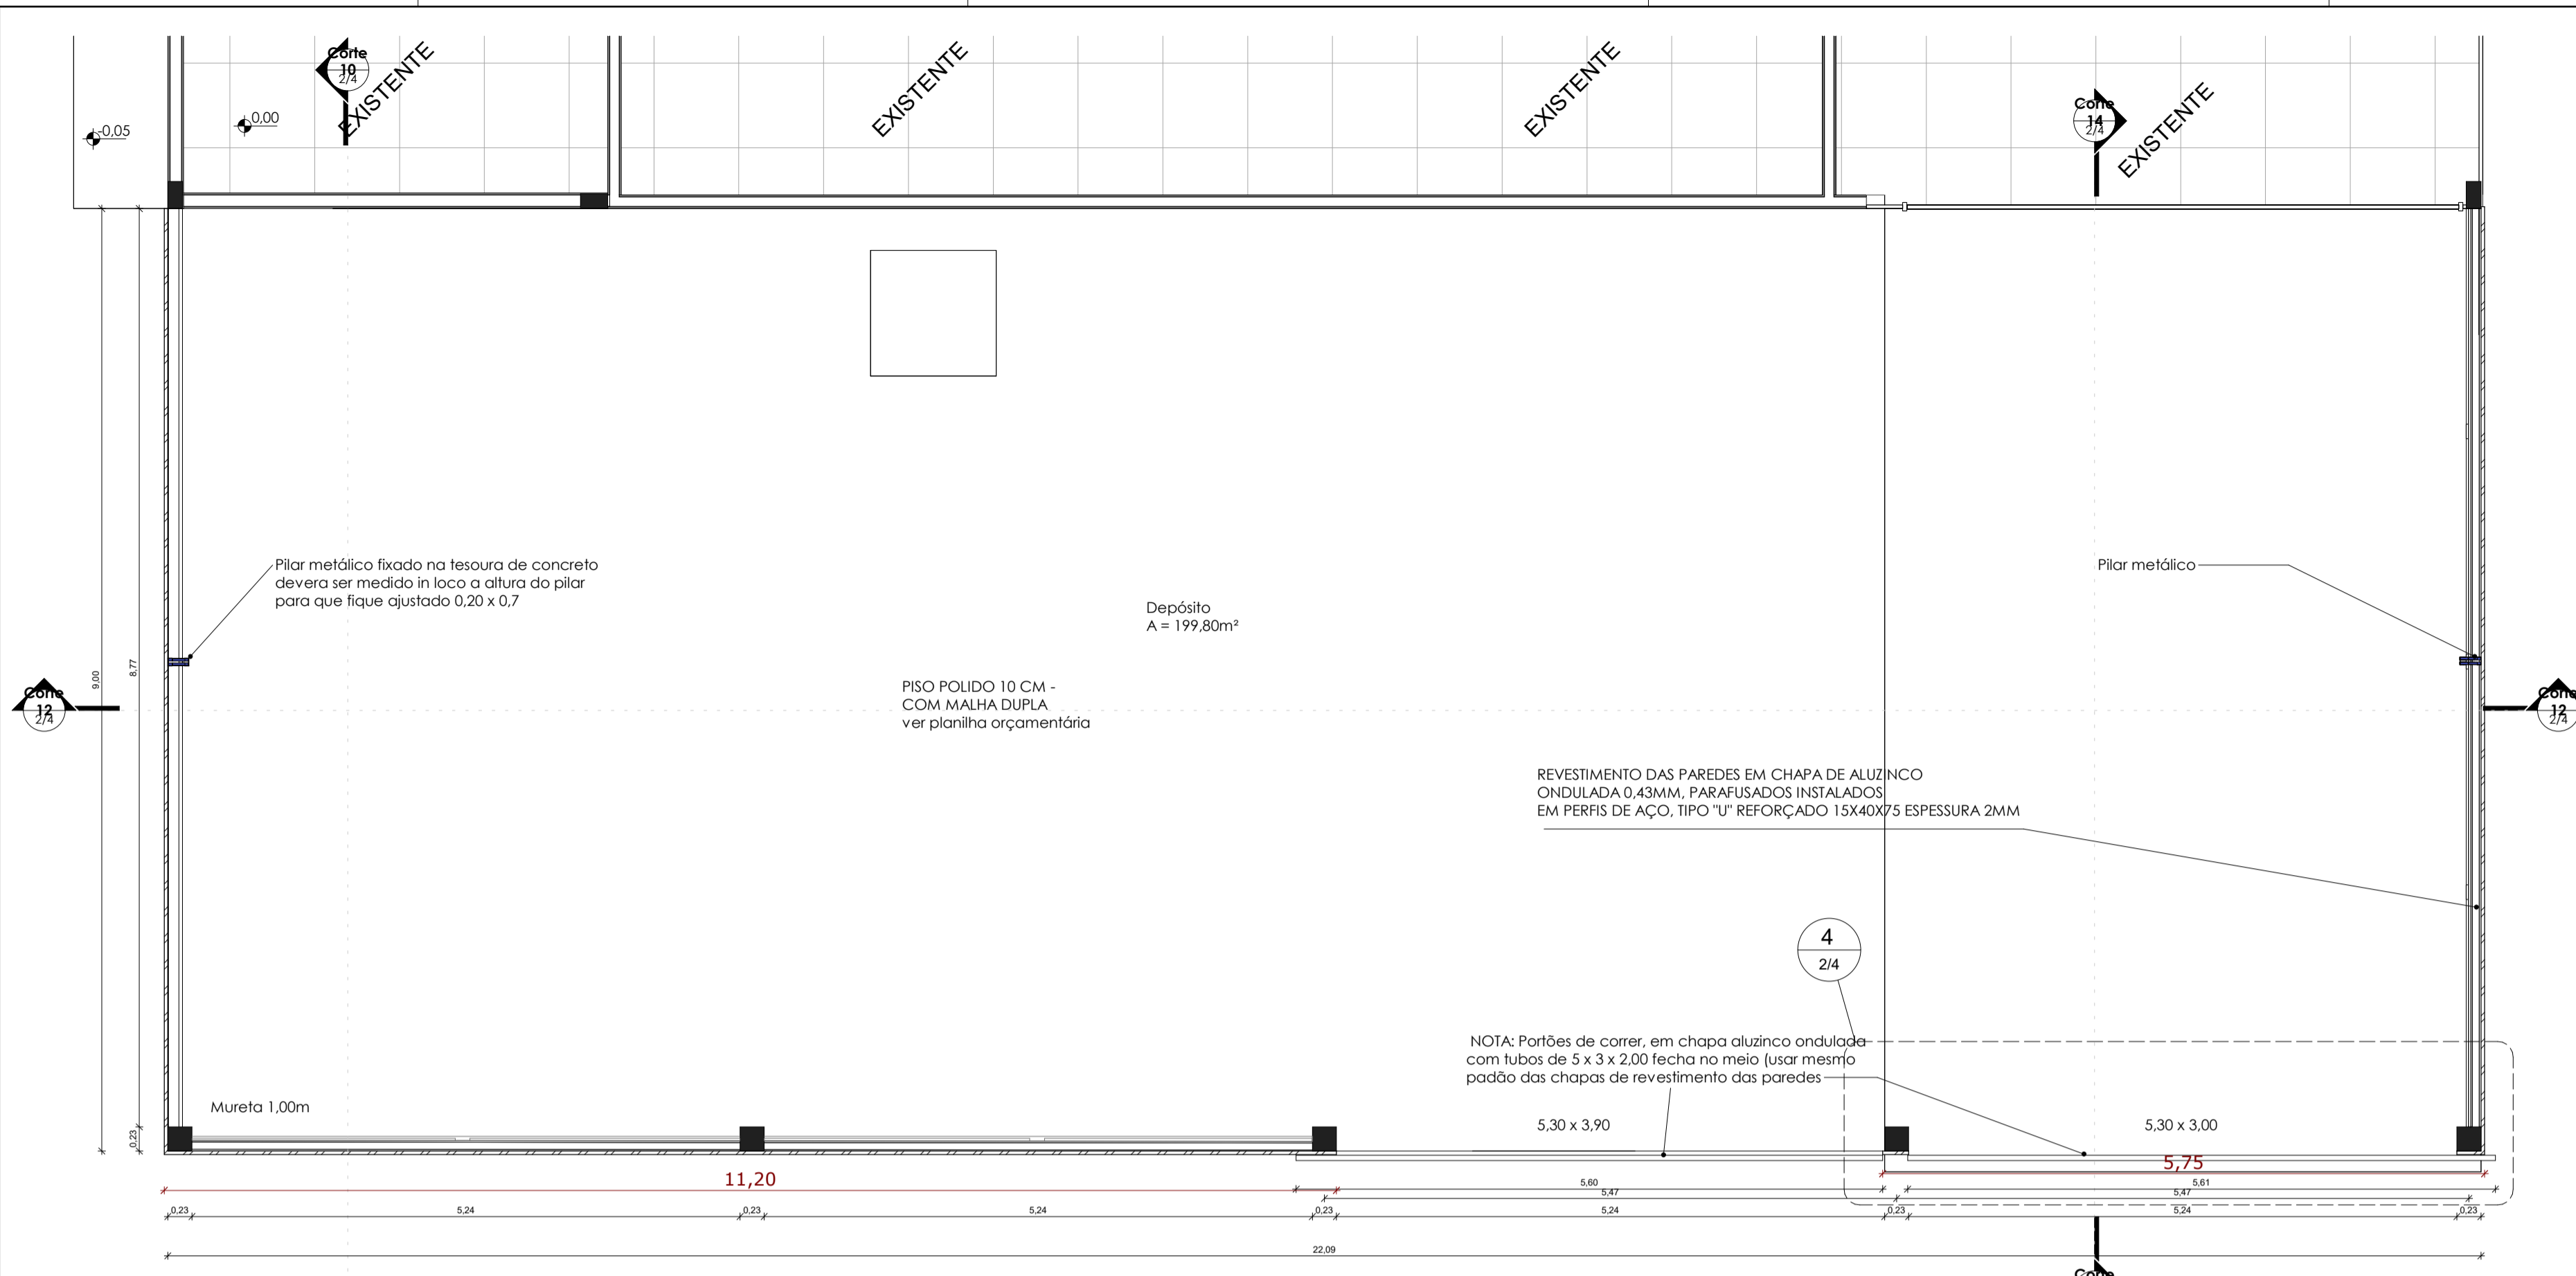 Corte
10
2/4
EXISTENTE
EXISTENTE
EXISTENTE
Corte
14
2/4
EXISTENTE
-0,05
0,00
Pilar metálico fixado na tesoura de concreto
devera ser medido in loco a altura do pilar
para que fique ajustado 0,20 x 0,7
Pilar metálico
Depósito
A = 199,80m²
9,00
8,77
Corte
12
2/4
PISO POLIDO 10 CM -
COM MALHA DUPLA
ver planilha orçamentária
Corte
12
2/4
REVESTIMENTO DAS PAREDES EM CHAPA DE ALUZINCO
ONDULADA 0,43MM, PARAFUSADOS INSTALADOS
EM PERFIS DE AÇO, TIPO "U" REFORÇADO 15X40X75 ESPESSURA 2MM
4
2/4
NOTA: Portões de correr, em chapa aluzinco ondulada
com tubos de 5 x 3 x 2,00 fecha no meio (usar mesmo
padão das chapas de revestimento das paredes
Mureta 1,00m
0,23
5,30 x 3,90
5,30 x 3,00
11,20
5,75
5,60
5,61
5,47
5,47
0,23
5,24
0,23
5,24
0,23
5,24
0,23
5,24
0,23
22,09
Corte